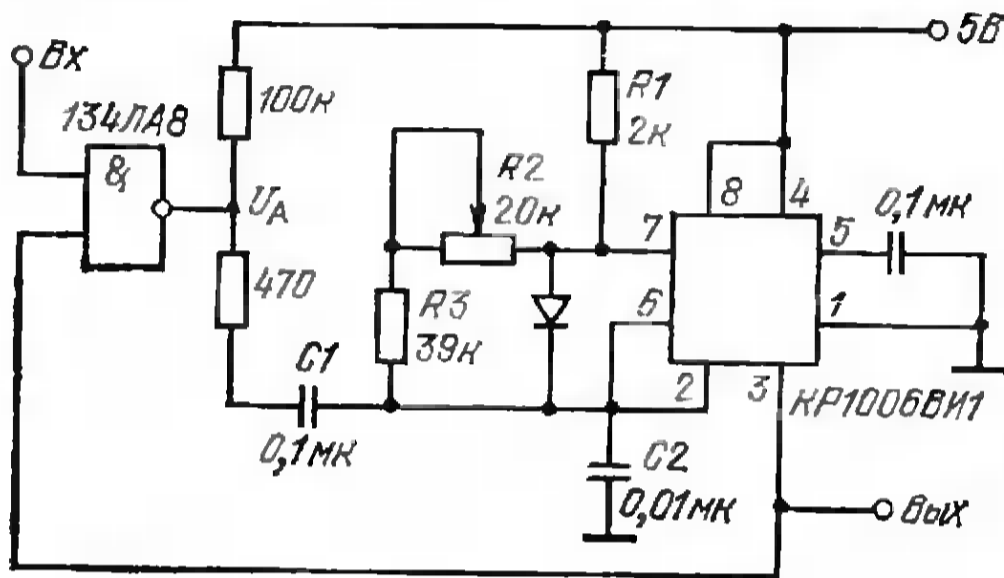 Вх
5В
134ЛА8
&
100к
R1
2к
R2
20к
8
4
0,1мк
U_A
7
5
470
R3
39к
6
1
C1
2
3
КР1006ВИ1
0,1мк
C2
0,01мк
Вых